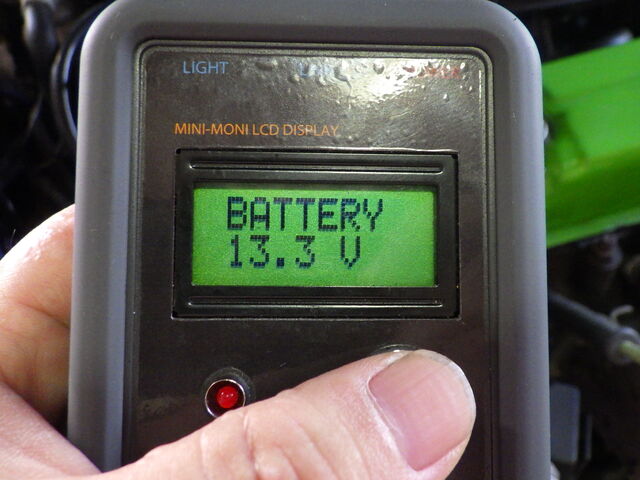 LIGHT
MINI-MONI LCD DISPLAY
BATTERY
13.3 V